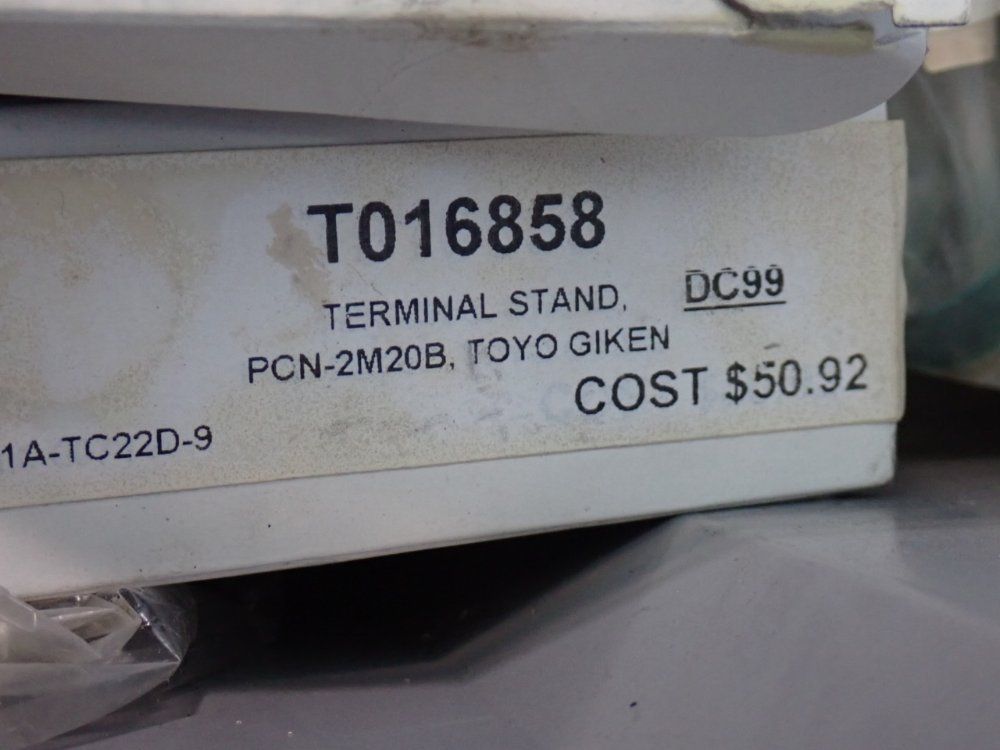 T016858
TERMINAL STAND, DC99
PCN-2M20B, TOYO GIKEN
COST $50.92
1A-TC22D-9